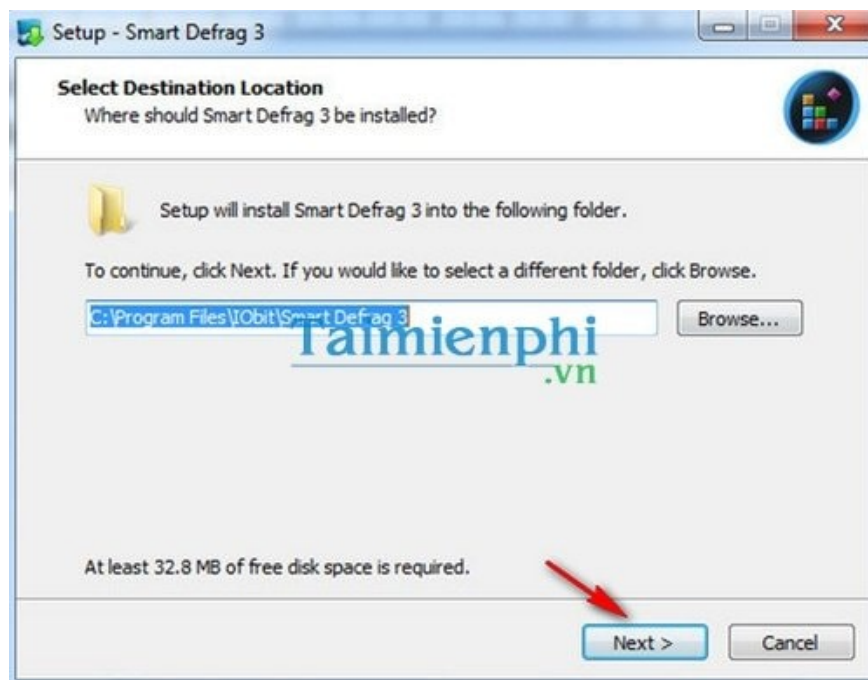 Setup - Smart Defrag 3
Select Destination Location
Where should Smart Defrag 3 be installed?
Setup will install Smart Defrag 3 into the following folder.
To continue, click Next. If you would like to select a different folder, click Browse.
C:\Program Files\IObit\Smart Defrag 3
Browse...
Taimienphi
.vn
At least 32.8 MB of free disk space is required.
Next >
Cancel